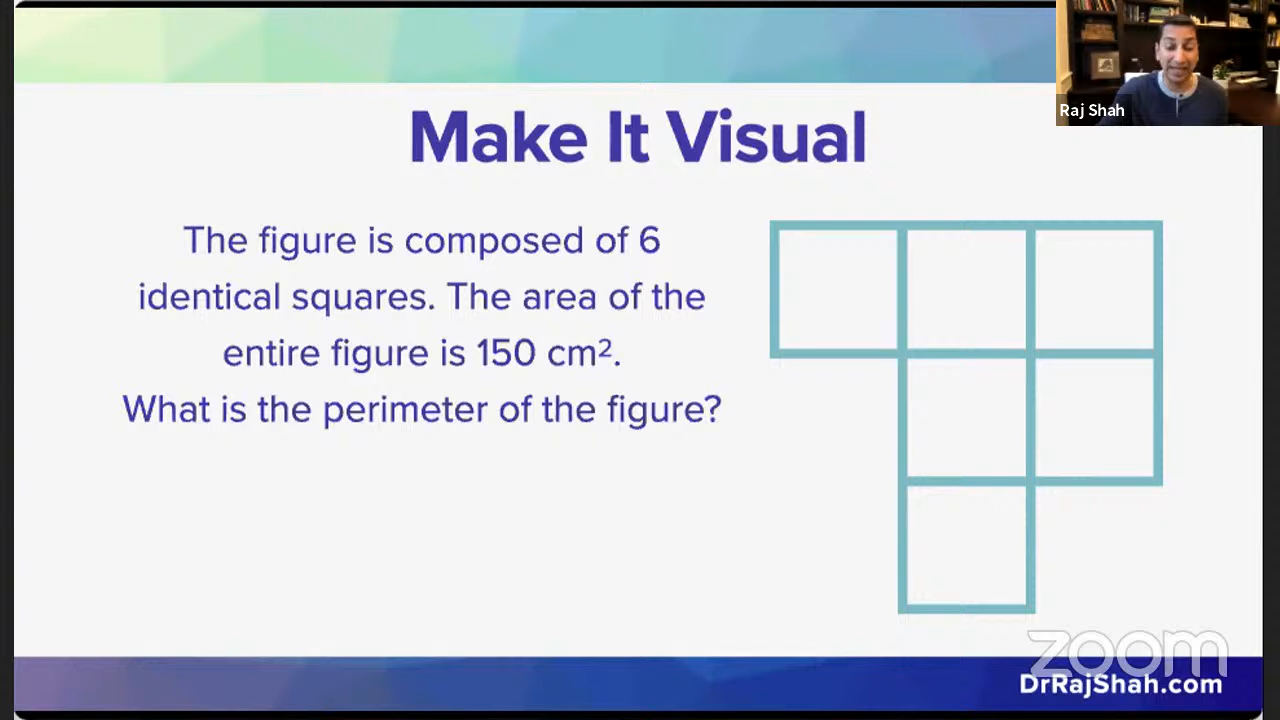 Raj Shah
Make It Visual
The figure is composed of 6
identical squares. The area of the
entire figure is 150 cm².
What is the perimeter of the figure?
zoom
DrRajShah.com